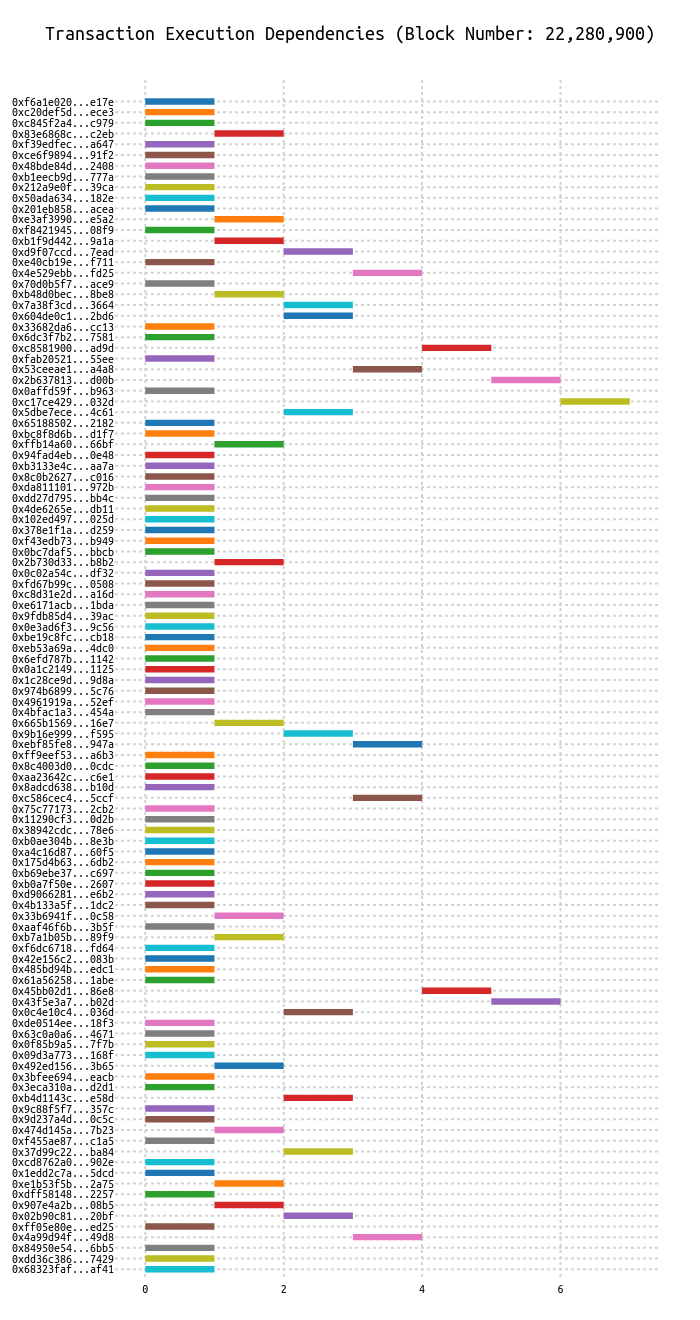 Transaction Execution Dependencies (Block Number: 22,280,900)
0xf6a1e020...e17e
0xc20def5d...ece3
0xc845f2a4...c979
0x83e6868c...c2eb
0xf39edfec...a647
0xce6f9894...91f2
0x48bde84d...2408
0xb1eecb9d...777a
0x212a9e0f...39ca
0x50ada634...182e
0x201eb858...acea
0xe3af3990...e5a2
0xf8421945...08f9
0xb1f9d442...9a1a
0xd9f07ccd...7ead
0xe40cb19e...f711
0x4e529ebb...fd25
0x70d0b5f7...ace9
0xb48d0bec...8be8
0x7a38f3cd...3664
0x604de0c1...2bd6
0x33682da6...cc13
0x6dc3f7b2...7581
0xc8581900...ad9d
0xfab20521...55ee
0x53ceeae1...a4a8
0x2b637813...d00b
0x0affd59f...b963
0xc17ce429...032d
0x5dbe7ece...4c61
0x65188502...2182
0xbc8f8d6b...d1f7
0xffb14a60...66bf
0x94fad4eb...0e48
0xb3133e4c...aa7a
0x8c0b2627...c016
0xda811101...972b
0xdd27d795...bb4c
0x4de6265e...db11
0x102ed497...025d
0x378e1f1a...d259
0xf43edb73...b949
0x0bc7daf5...bbcb
0x2b730d33...b8b2
0x0c02a54c...df32
0xfd67b99c...0508
0xc8d31e2d...a16d
0xe6171acb...1bda
0x9fdb85d4...39ac
0x0e3ad6f3...9c56
0xbe19c8fc...cb18
0xeb53a69a...4dc0
0x6efd787b...1142
0x0a1c2149...1125
0x1c28ce9d...9d8a
0x974b6899...5c76
0x4961919a...52ef
0x4bfac1a3...454a
0x665b1569...16e7
0x9b16e999...f595
0xebf85fe8...947a
0xff9eef53...a6b3
0x8c4003d0...0cdc
0xaa23642c...c6e1
0x8adcd638...b10d
0xc586cec4...5ccf
0x75c77173...2cb2
0x11290cf3...0d2b
0x38942cdc...78e6
0xb0ae304b...8e3b
0xa4c16d87...60f5
0x175d4b63...6db2
0xb69ebe37...c697
0xb0a7f50e...2607
0xd9066281...e6b2
0x4b133a5f...1dc2
0x33b6941f...0c58
0xaaf46f6b...3b5f
0xb7a1b05b...89f9
0xf6dc6718...fd64
0x42e156c2...083b
0x485bd94b...edc1
0x61a56258...1abe
0x45bb02d1...86e8
0x43f5e3a7...b02d
0x0c4e10c4...036d
0xde0514ee...18f3
0x63c0a0a6...4671
0x0f85b9a5...7f7b
0x09d3a773...168f
0x492ed156...3b65
0x3bfee694...eacb
0x3eca310a...d2d1
0xb4d1143c...e58d
0x9c88f5f7...357c
0x9d237a4d...0c5c
0x474d145a...7b23
0xf455ae87...c1a5
0x37d99c22...ba84
0xcd8762a0...902e
0x1edd2c7a...5dcd
0xe1b53f5b...2a75
0xdff58148...2257
0x907e4a2b...08b5
0x02b90c81...20bf
0xff05e80e...ed25
0x4a99d94f...49d8
0x84950e54...6bb5
0xdd36c386...7429
0x68323faf...af41
0 2 4 6